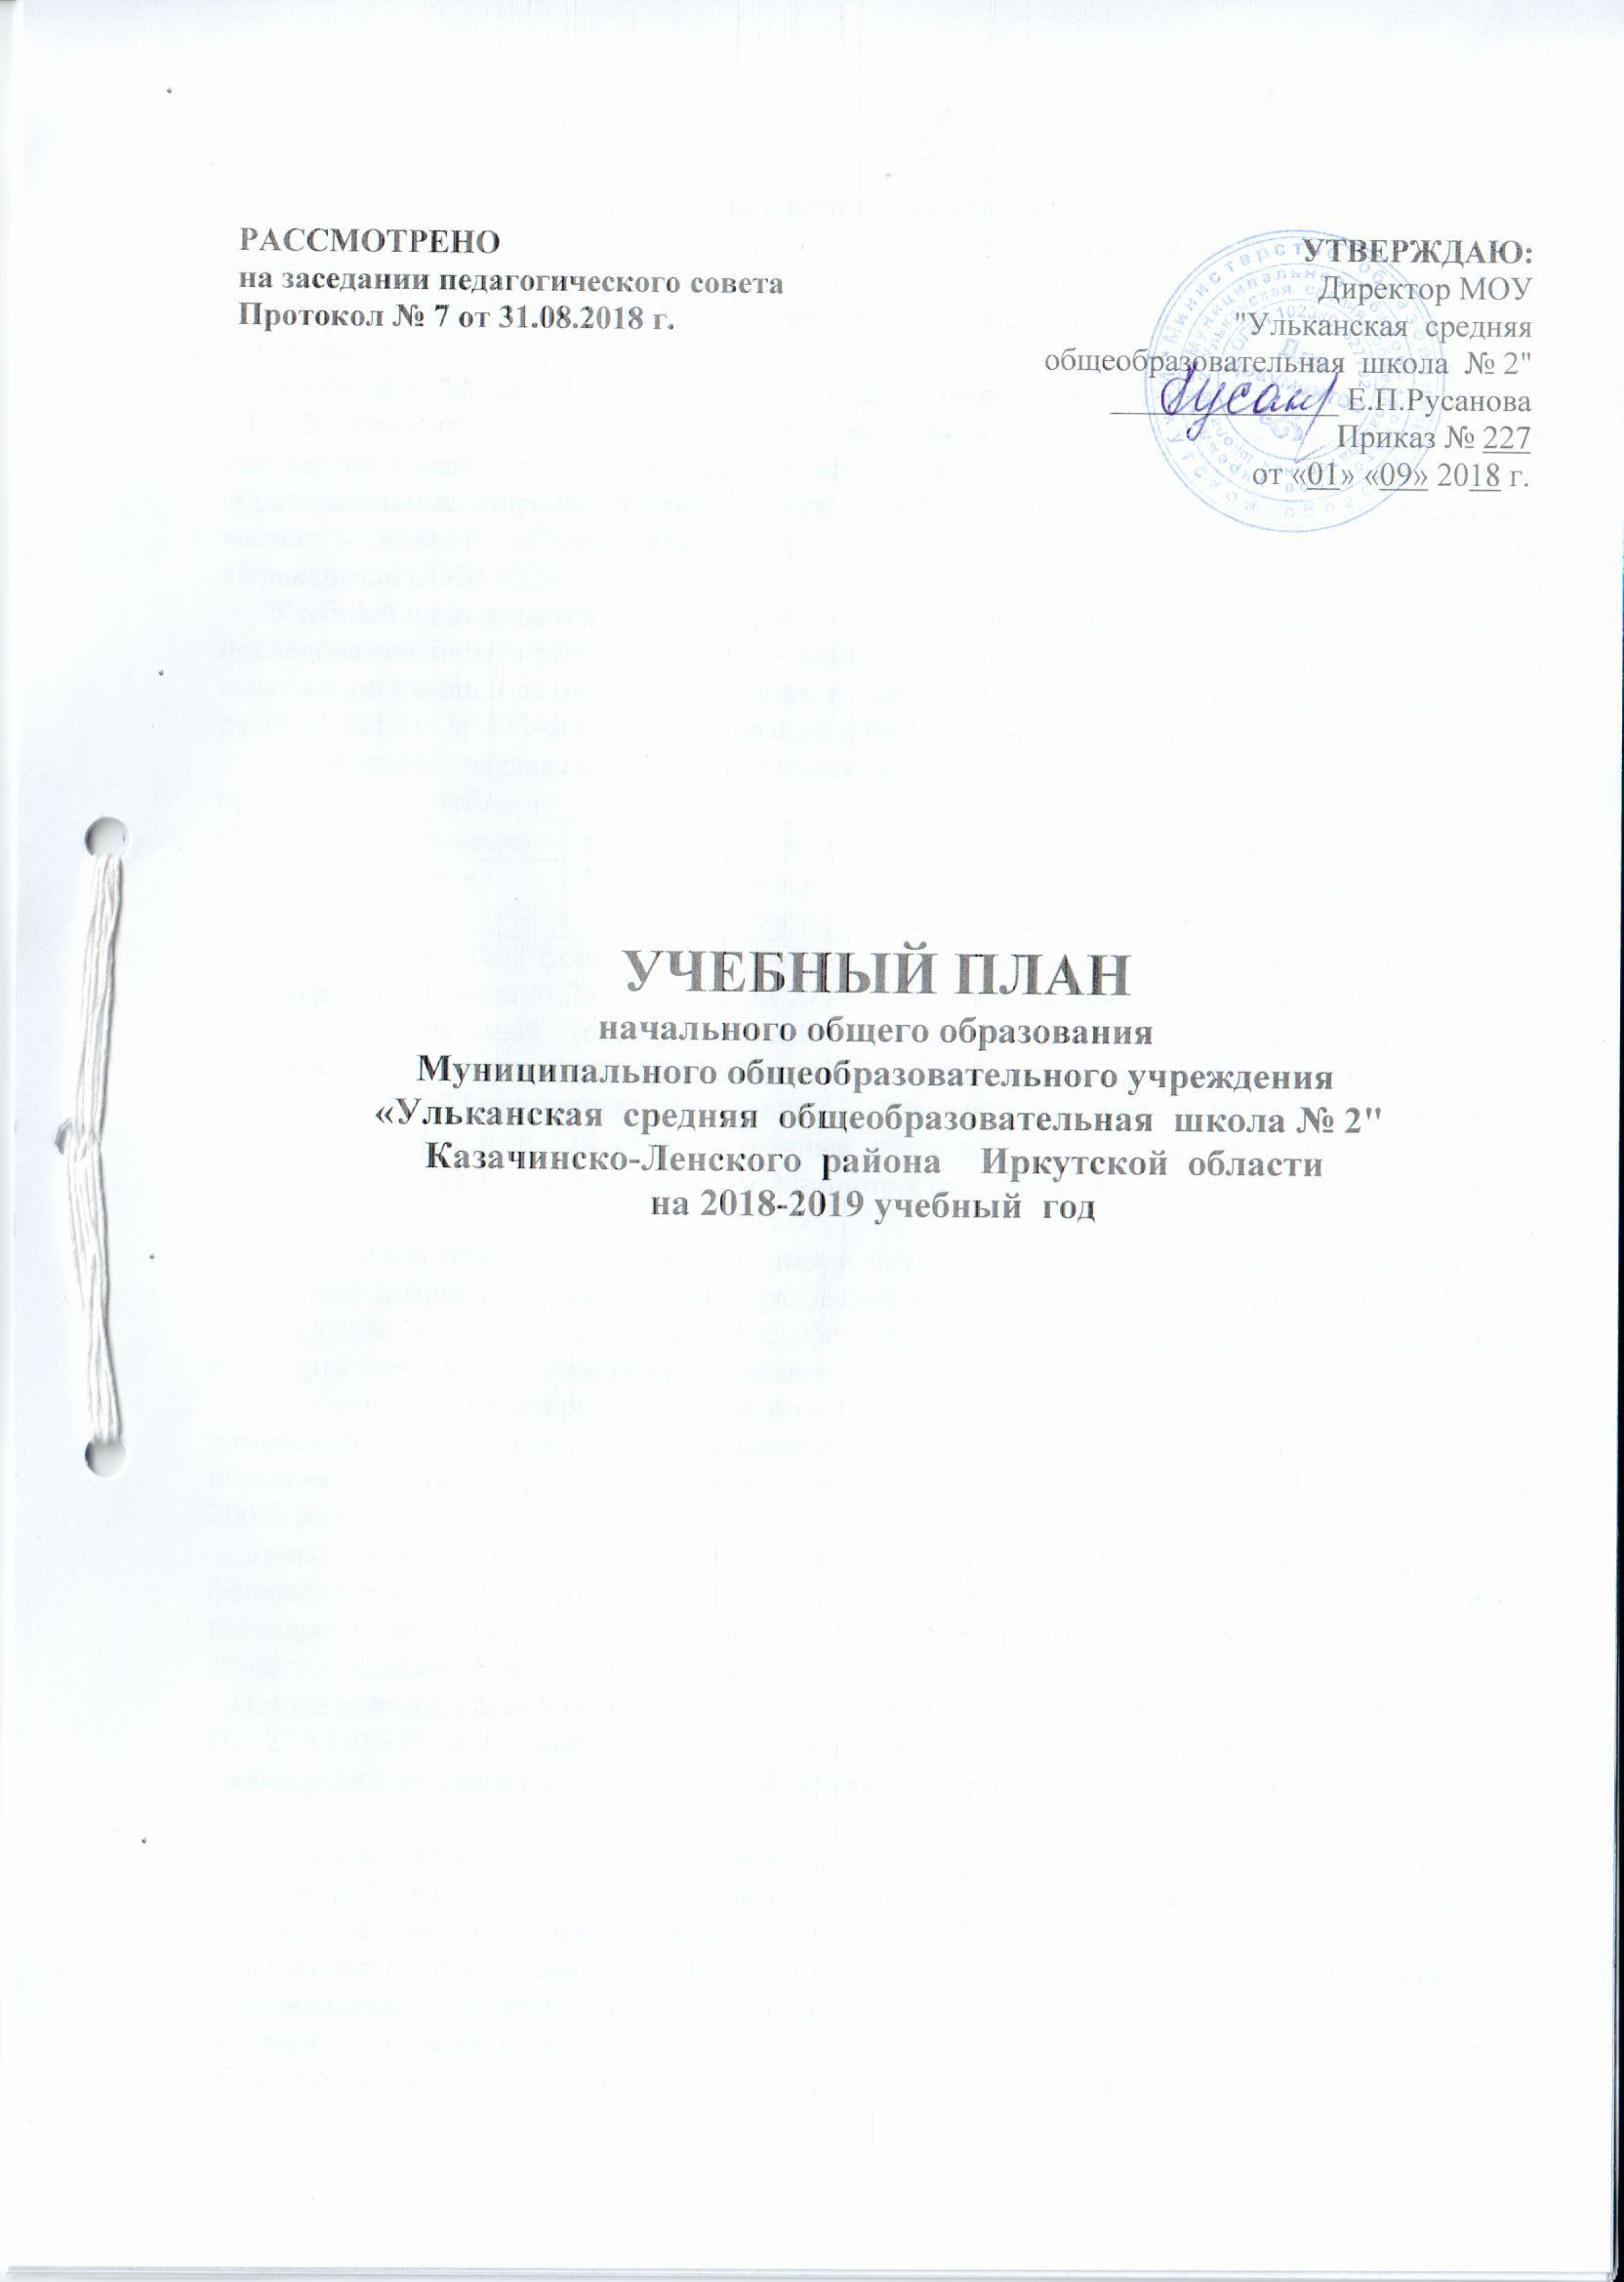 РАССМОТРЕНО
на заседании педагогического совета
Протокол № 7 от 31.08.2018 г.
УТВЕРЖДАЮ:
Директор МОУ
"Ульканская средняя
общеобразовательная школа № 2"
Е.П.Русанова
Приказ № 227
от «01» «09» 2018 г.
УЧЕБНЫЙ ПЛАН
начального общего образования
Муниципального общеобразовательного учреждения
«Ульканская средняя общеобразовательная школа № 2"
Казачинско-Ленского района Иркутской области
на 2018-2019 учебный год